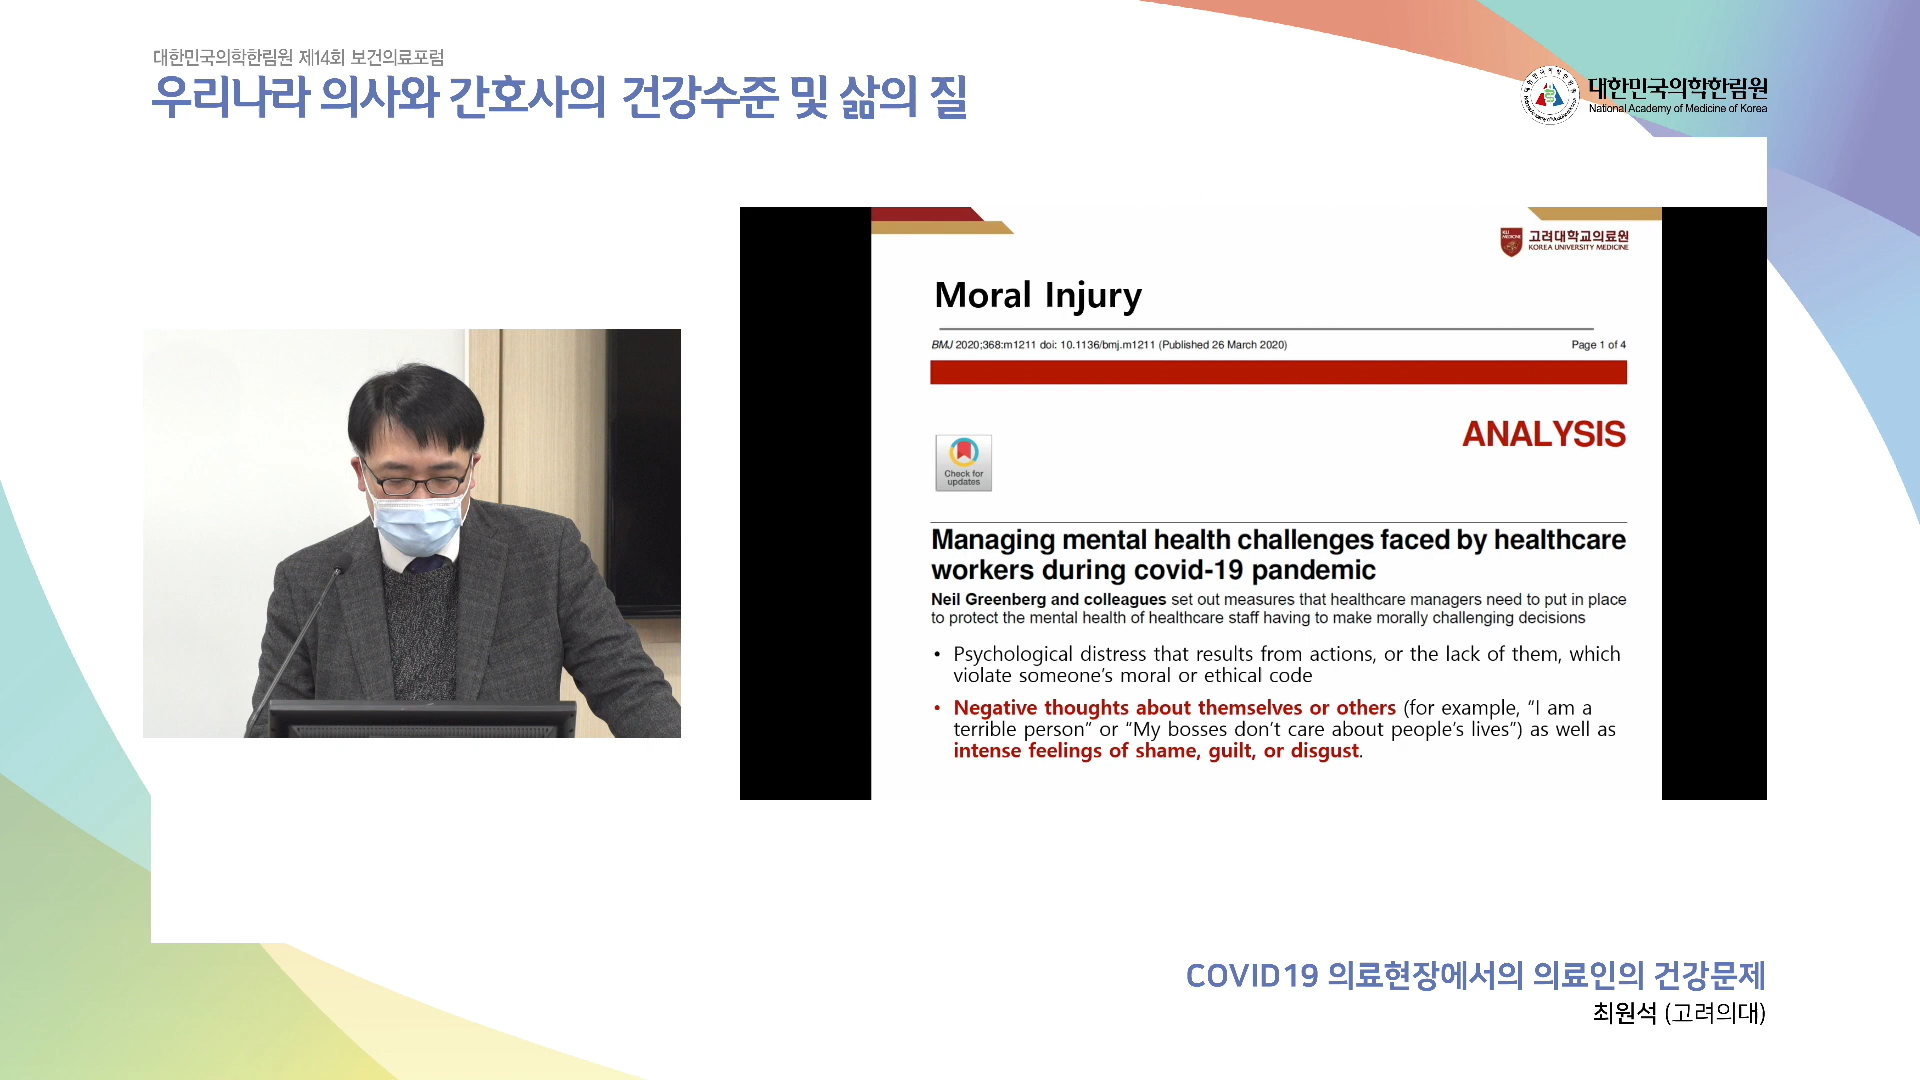 대한민국의학한림원 제14회 보건의료포럼
우리나라 의사와 간호사의 건강수준 및 삶의 질
대한민국의학한림원
National Academy of Medicine of Korea
KU MEDICINE
고려대학교의료원
KOREA UNIVERSITY MEDICINE
Moral Injury
BMJ 2020;368:m1211 doi: 10.1136/bmj.m1211 (Published 26 March 2020)
Page 1 of 4
ANALYSIS
Check for
updates
Managing mental health challenges faced by healthcare
workers during covid-19 pandemic
Neil Greenberg and colleagues set out measures that healthcare managers need to put in place
to protect the mental health of healthcare staff having to make morally challenging decisions
• Psychological distress that results from actions, or the lack of them, which
violate someone's moral or ethical code
• Negative thoughts about themselves or others (for example, “I am a
terrible person” or “My bosses don’t care about people’s lives”) as well as
intense feelings of shame, guilt, or disgust.
COVID19 의료현장에서의 의료인의 건강문제
최원석 (고려의대)